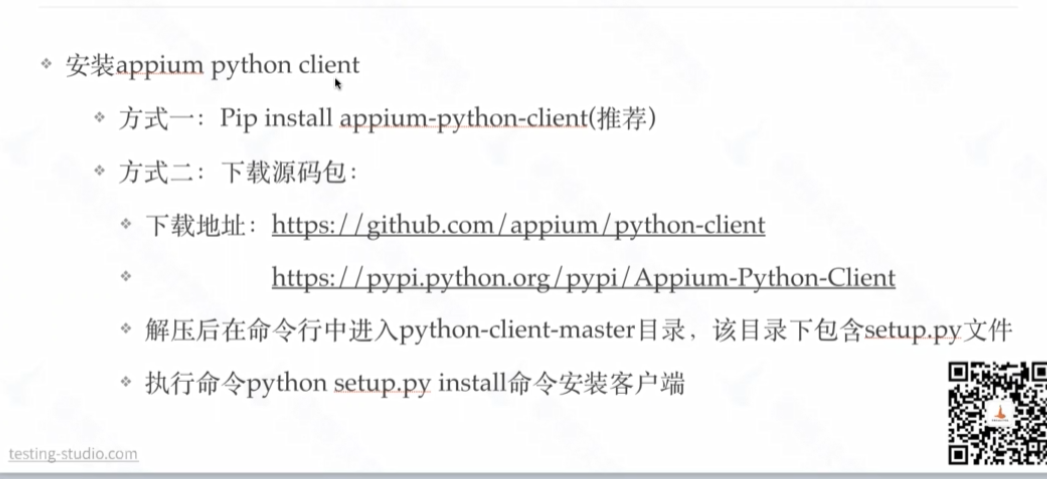 安装appium python client
方式一：Pip install appium-python-client(推荐)
方式二：下载源码包：
下载地址：https://github.com/appium/python-client
https://pypi.python.org/pypi/Appium-Python-Client
解压后在命令行中进入python-client-master目录，该目录下包含setup.py文件
执行命令python setup.py install命令安装客户端
testing-studio.com